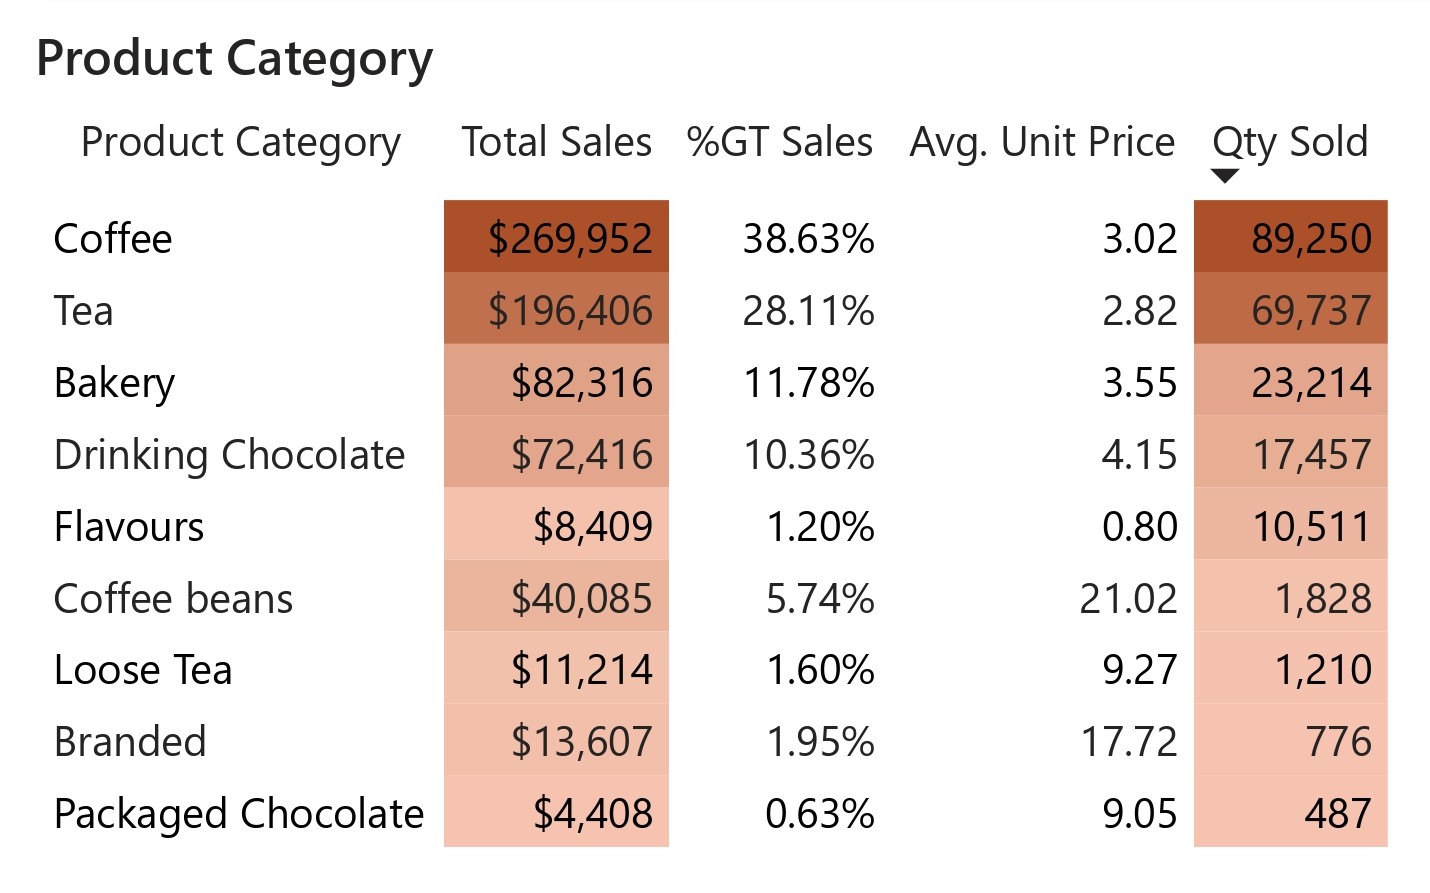 Product Category
Product Category Total Sales %GT Sales Avg. Unit Price Qty Sold
Coffee $269,952 38.63% 3.02 89,250
Tea $196,406 28.11% 2.82 69,737
Bakery $82,316 11.78% 3.55 23,214
Drinking Chocolate $72,416 10.36% 4.15 17,457
Flavours $8,409 1.20% 0.80 10,511
Coffee beans $40,085 5.74% 21.02 1,828
Loose Tea $11,214 1.60% 9.27 1,210
Branded $13,607 1.95% 17.72 776
Packaged Chocolate $4,408 0.63% 9.05 487